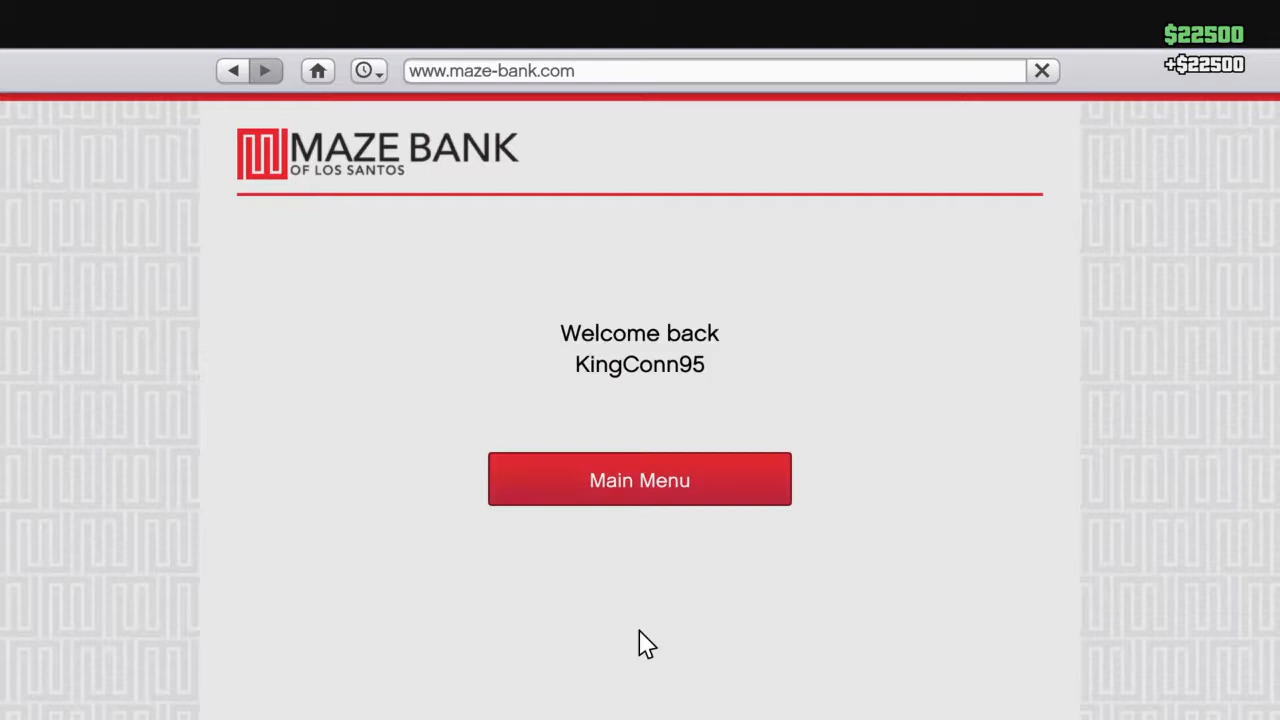 $22500
+$22500
www.maze-bank.com
MAZE BANK
OF LOS SANTOS
Welcome back
KingConn95
Main Menu